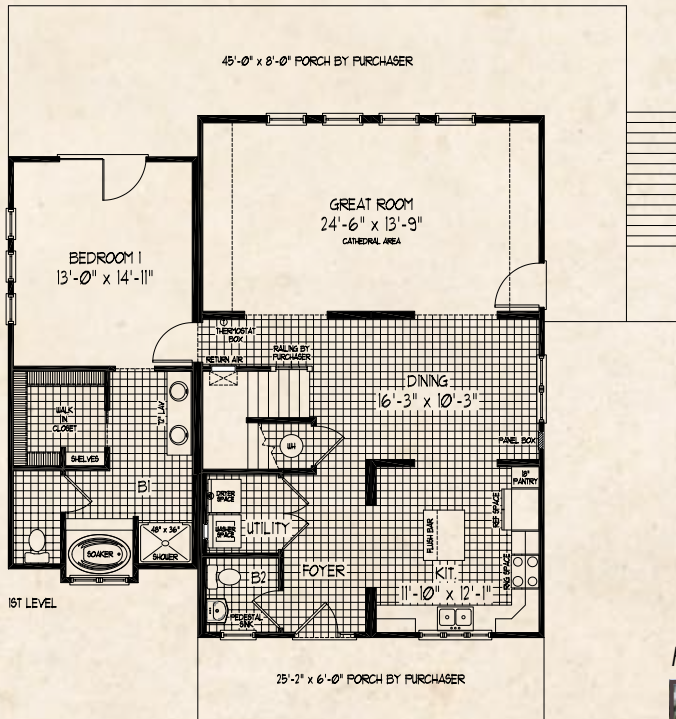 45'-0" x 8'-0" PORCH BY PURCHASER
GREAT ROOM
24'-6" x 13'-9"
CATHEDRAL AREA
BEDROOM 1
13'-0" x 14'-11"
THERMOSTAT
BOX
RETURN AIR
RAILING BY
PURCHASER
DINING
16'-3" x 10'-3"
WALK
IN
CLOSET
SHELVES
72" LAV
WH
PANEL BOX
18"
PANTRY
REF SPACE
B1
DRYER
SPACE
WASHER
SPACE
UTILITY
FLUSH BAR
RNG SPACE
48" x 36"
SHOWER
SOAKER
B2
FOYER
KIT.
11'-10" x 12'-1"
PEDESTAL
SINK
1ST LEVEL
25'-2" x 6'-0" PORCH BY PURCHASER